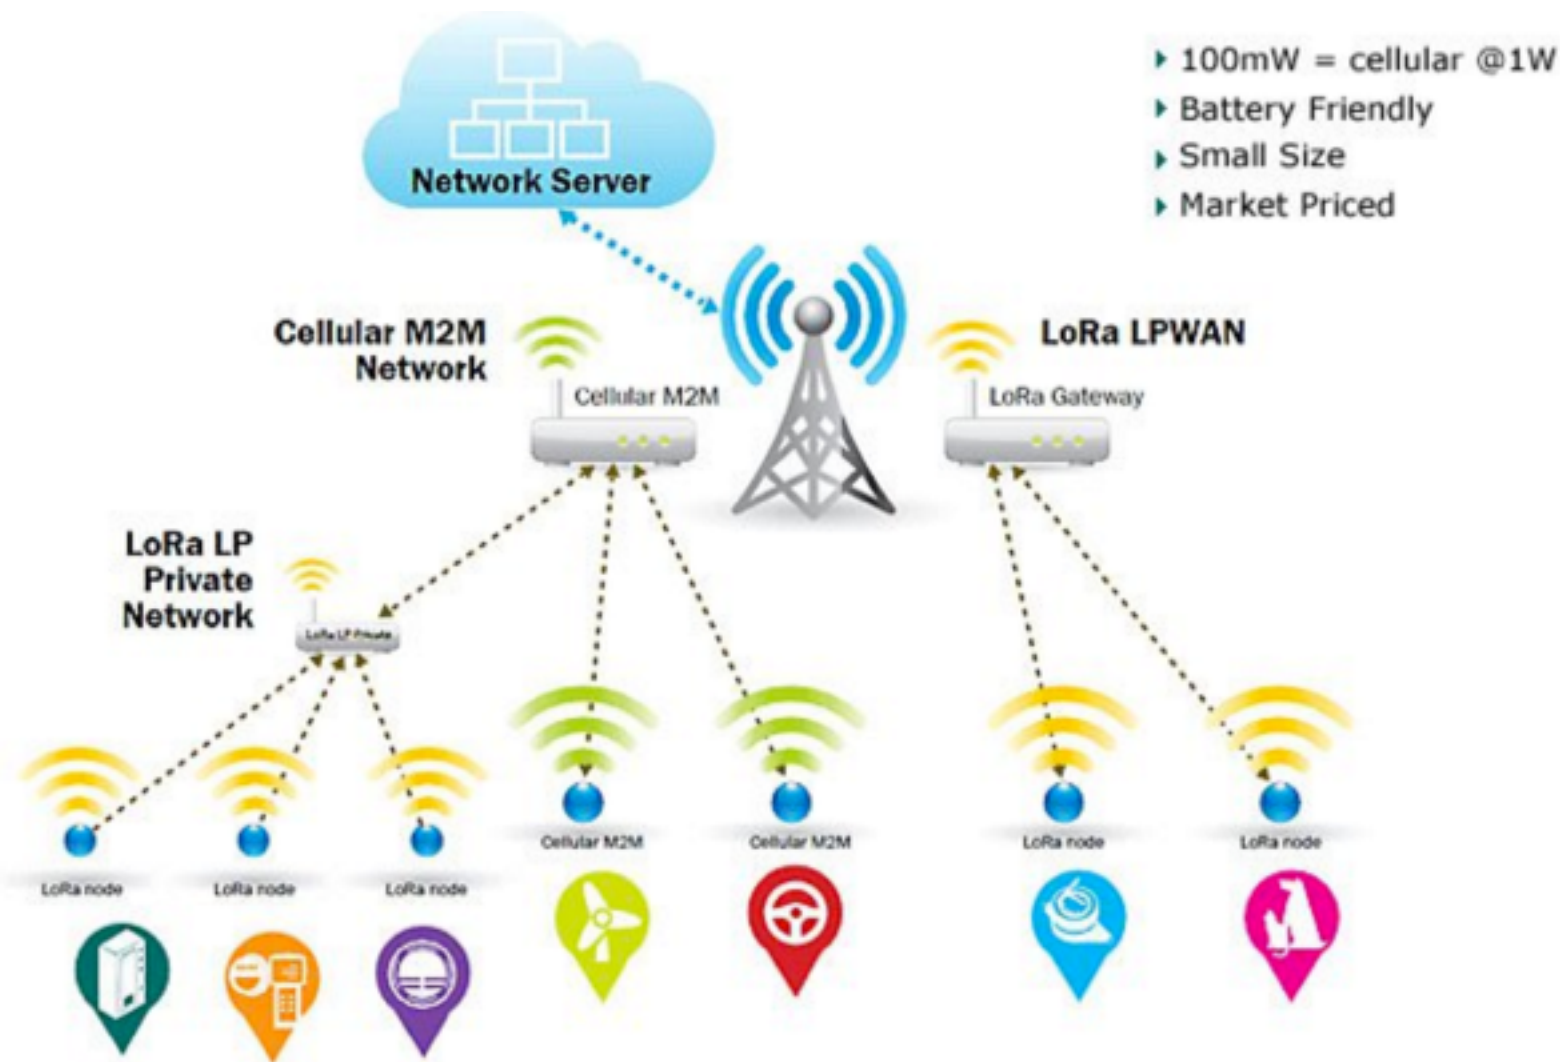 100mW = cellular @1W
Battery Friendly
Small Size
Market Priced
Network Server
Cellular M2M
Network
Cellular M2M
LoRa LPWAN
LoRa Gateway
LoRa LP
Private
Network
LoRa LP Private
Cellular M2M
Cellular M2M
LoRa node
LoRa node
LoRa node
LoRa node
LoRa node